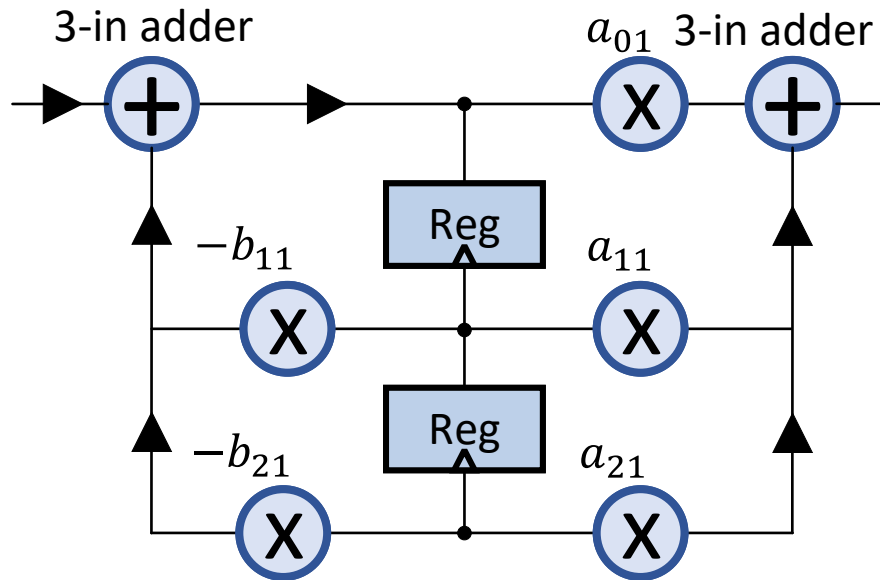 3-in adder
a₀₁ 3-in adder
+
X
+
Reg
−b₁₁
a₁₁
X
X
Reg
−b₂₁
a₂₁
X
X